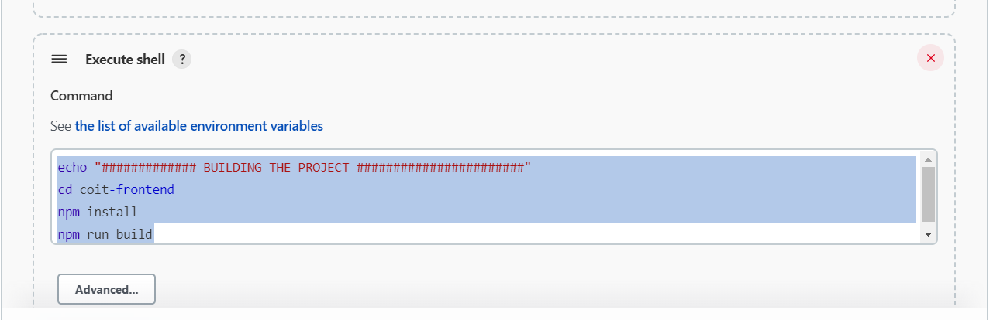 Execute shell ?
Command
See the list of available environment variables
echo "############# BUILDING THE PROJECT #######################"
cd coit-frontend
npm install
npm run build
Advanced...